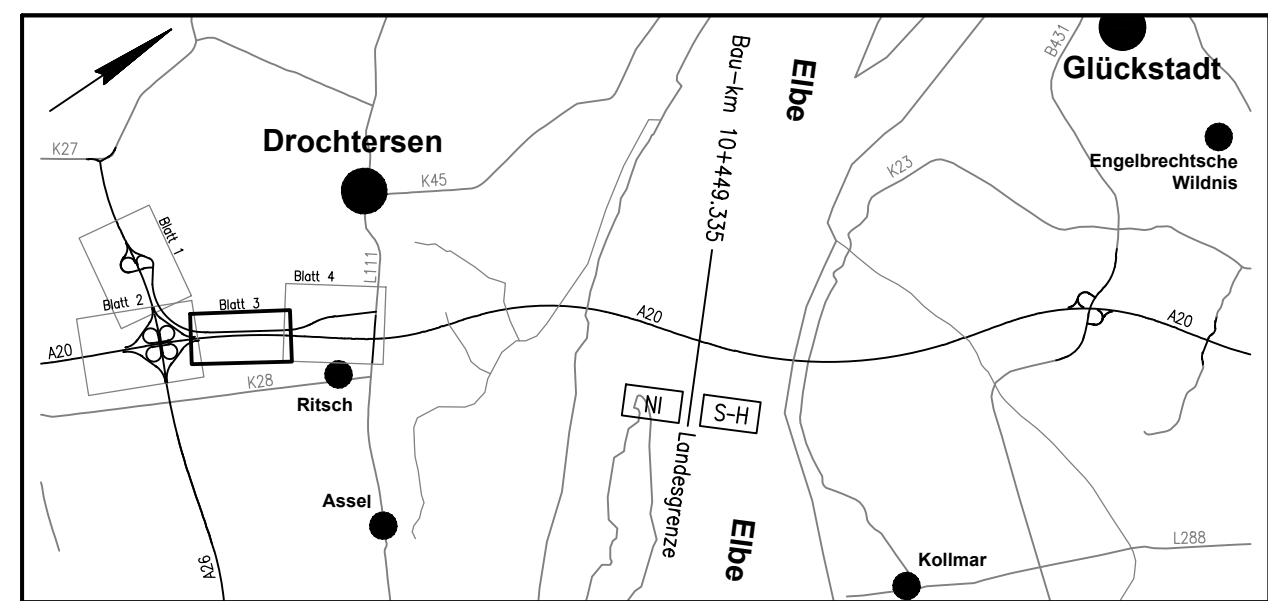 Glückstadt
B431
Elbe
Bau-km 10+449.335
Drochtersen
K27
K45
Engelbrechtsche
Wildnis
K23
Blatt 1
L111
Blatt 4
Blatt 2
Blatt 3
A20
A20
A20
K28
Ritsch
NI
S-H
Landesgrenze
Assel
Elbe
L288
Kollmar
A26